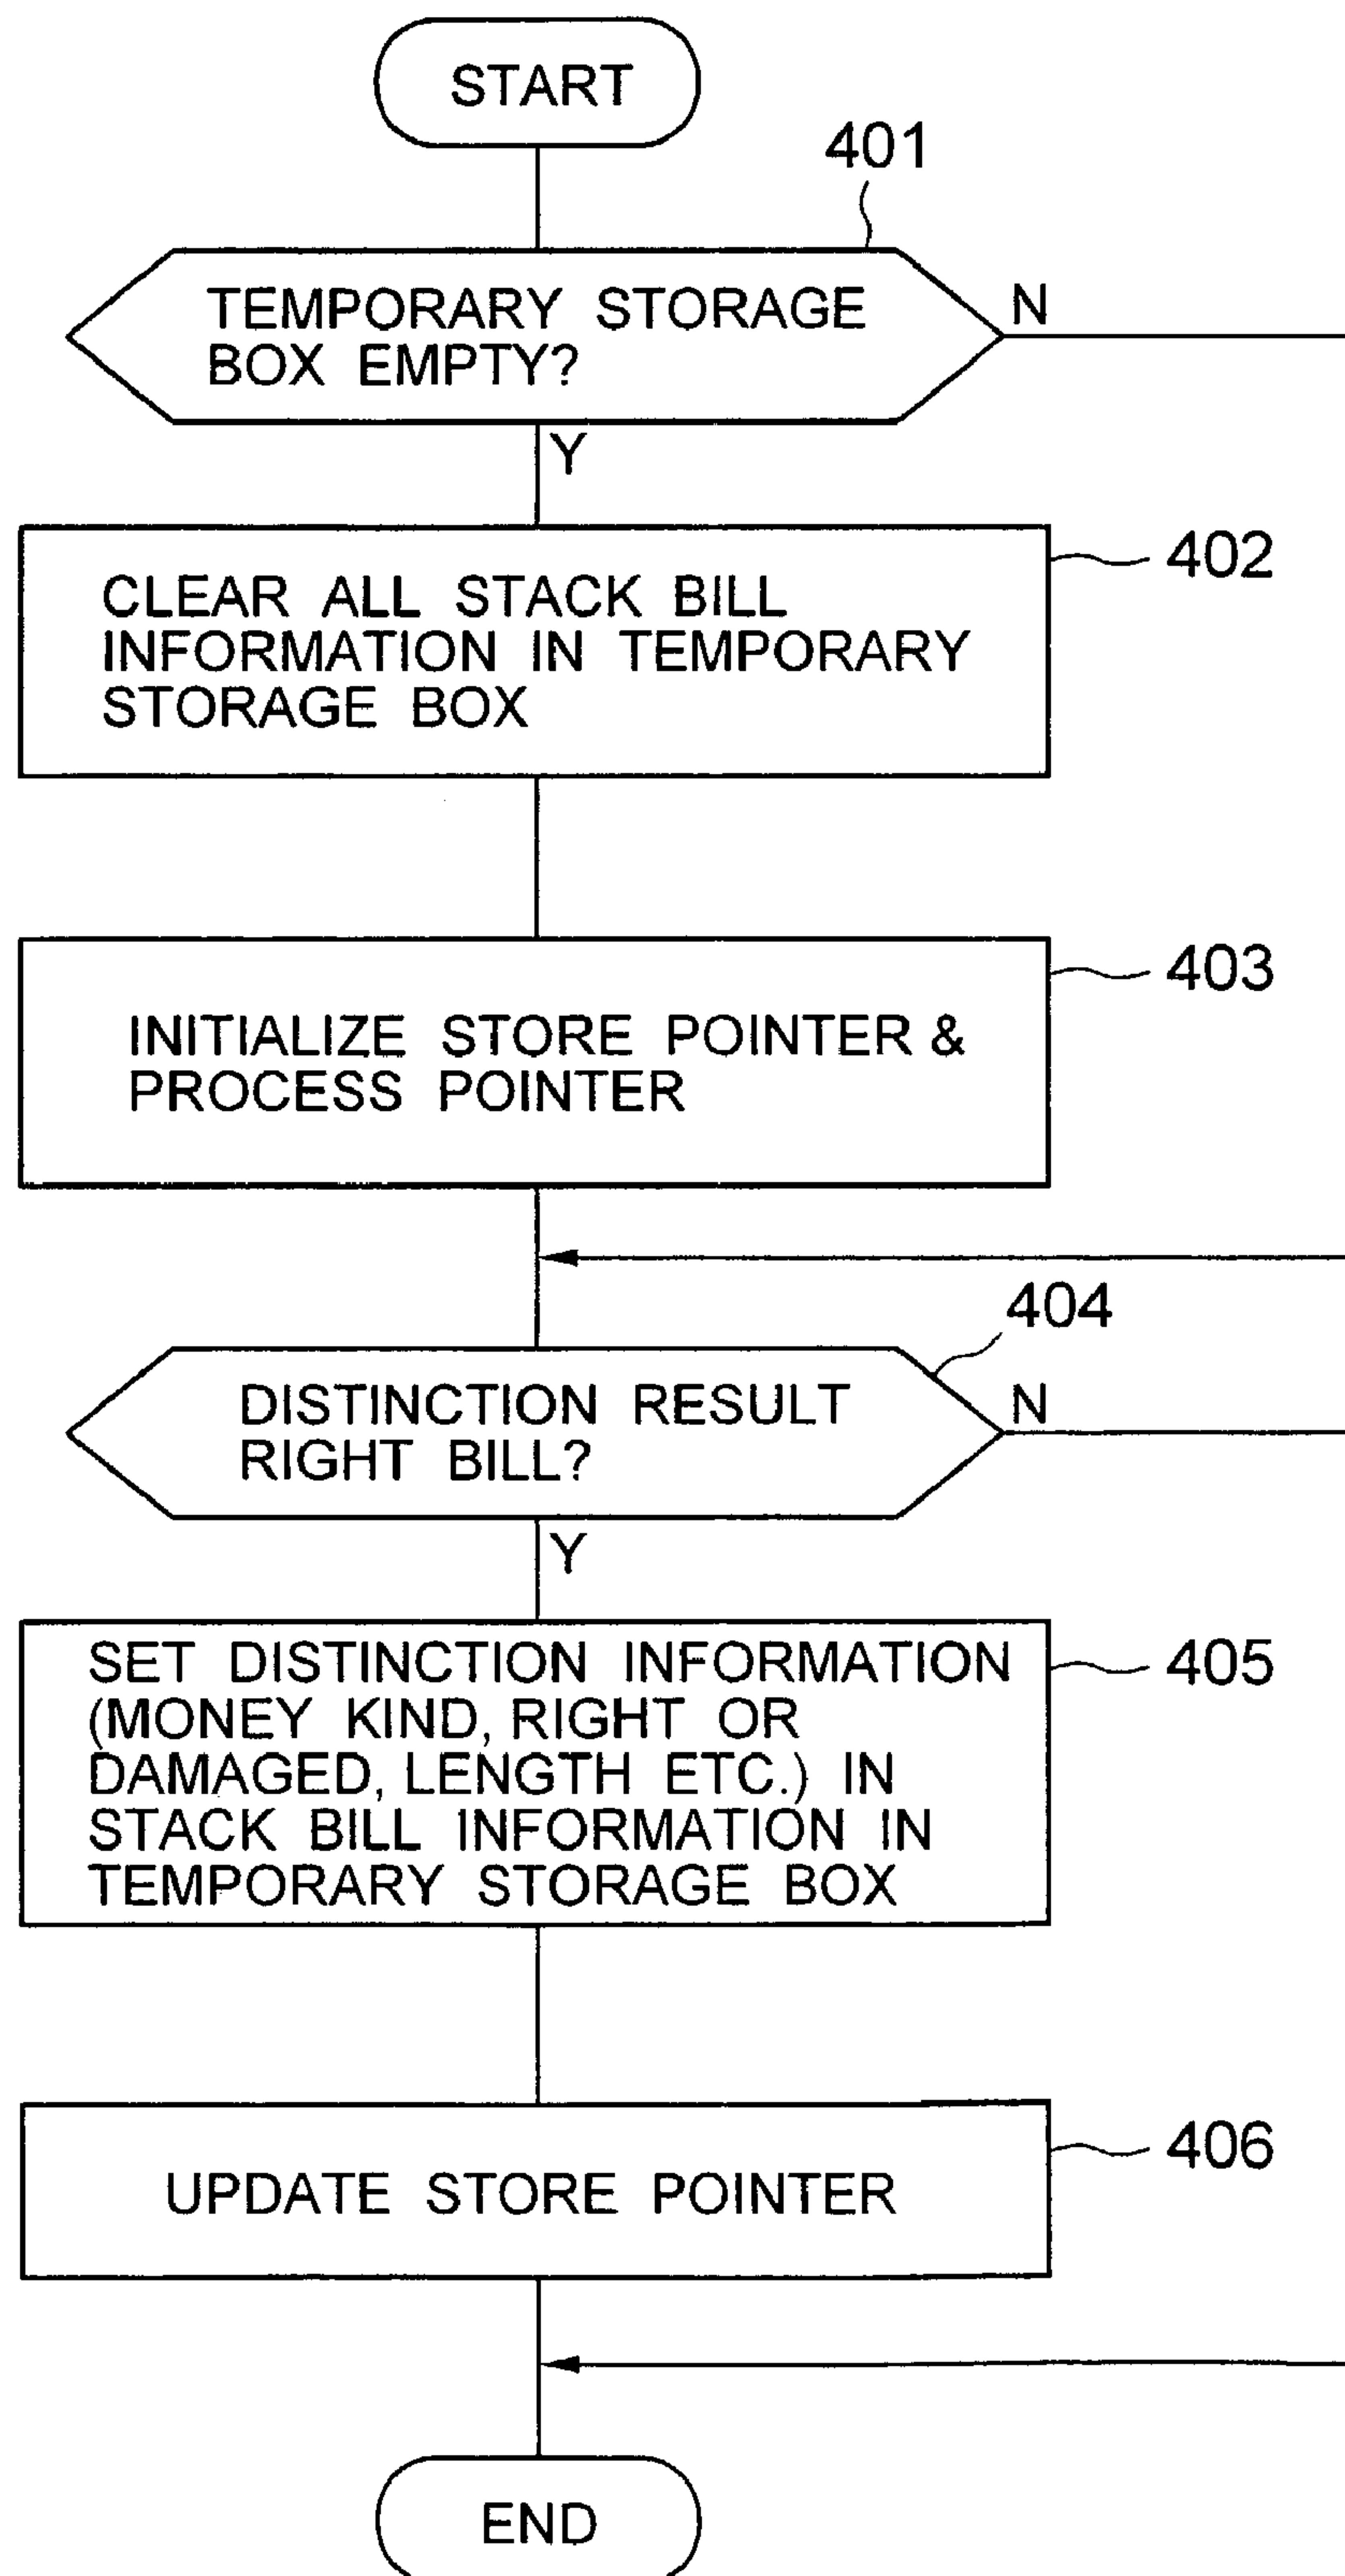 START
401
TEMPORARY STORAGE
BOX EMPTY?
N
Y
402
CLEAR ALL STACK BILL
INFORMATION IN TEMPORARY
STORAGE BOX
403
INITIALIZE STORE POINTER &
PROCESS POINTER
404
DISTINCTION RESULT
RIGHT BILL?
N
Y
405
SET DISTINCTION INFORMATION
(MONEY KIND, RIGHT OR
DAMAGED, LENGTH ETC.) IN
STACK BILL INFORMATION IN
TEMPORARY STORAGE BOX
406
UPDATE STORE POINTER
END